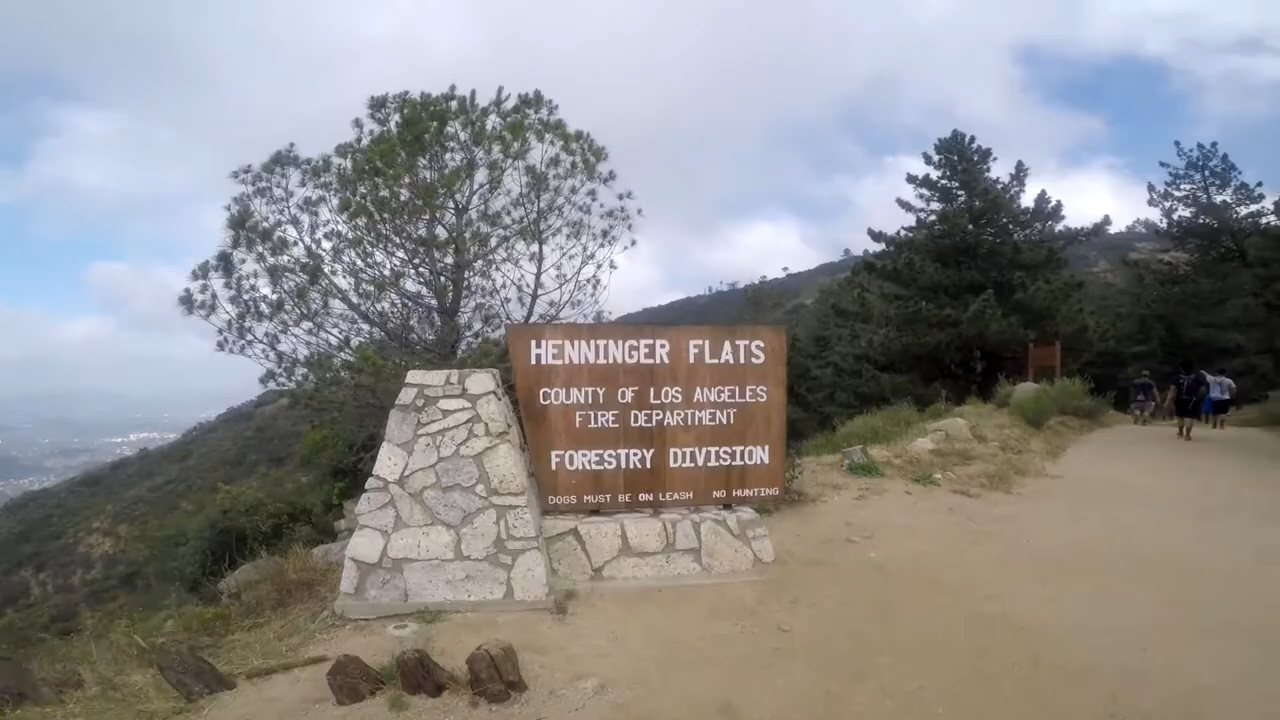 HENNINGER FLATS
COUNTY OF LOS ANGELES
FIRE DEPARTMENT
FORESTRY DIVISION
DOGS MUST BE ON LEASH NO HUNTING